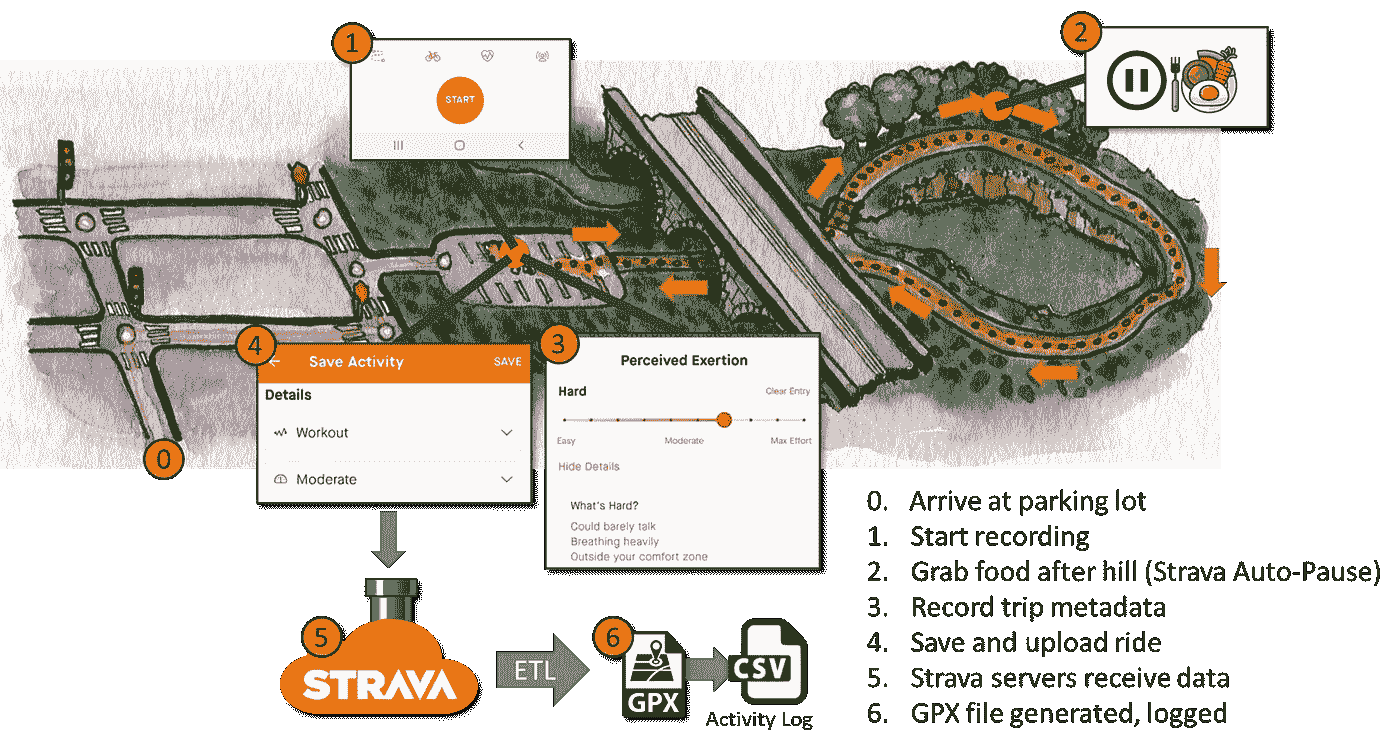 1
START
2
4
Save Activity
SAVE
Details
Workout
Moderate
3
Perceived Exertion
Hard
Clear Entry
Easy
Moderate
Max Effort
Hide Details
What's Hard?
Could barely talk
Breathing heavily
Outside your comfort zone
0
5
STRAVA
ETL
6
GPX
CSV
Activity Log
0. Arrive at parking lot
1. Start recording
2. Grab food after hill (Strava Auto-Pause)
3. Record trip metadata
4. Save and upload ride
5. Strava servers receive data
6. GPX file generated, logged